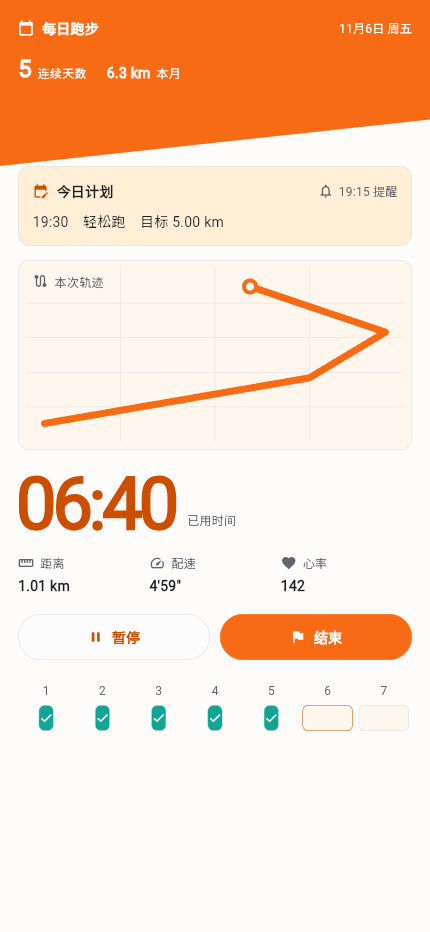 每日跑步 11月6日 周五
5 连续天数 6.3 km 本月
今日计划 19:15 提醒
19:30 轻松跑 目标 5.00 km
本次轨迹
06:40 已用时间
距离 配速 心率
1.01 km 4'59" 142
暂停 结束
1 2 3 4 5 6 7